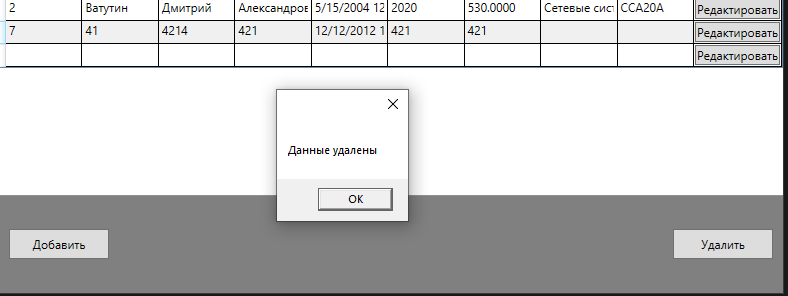 2 Ватутин Дмитрий Александров 5/15/2004 12 2020 530.0000 Сетевые сист ССА20А Редактировать
7 41 4214 421 12/12/2012 1 421 421 Редактировать
Редактировать
Данные удалены
ОК
Добавить Удалить